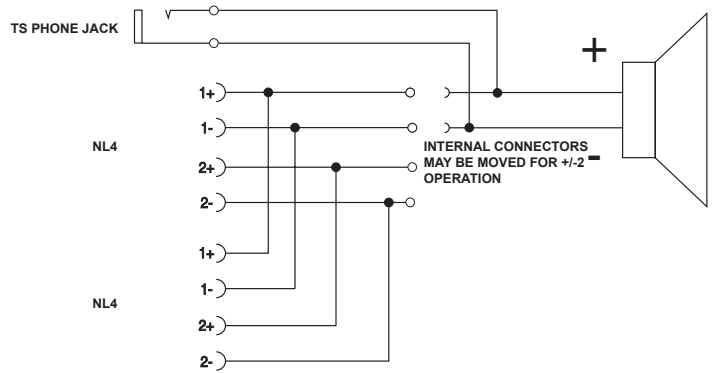 TS PHONE JACK
+
1+
1-
NL4
2+
2-
INTERNAL CONNECTORS
MAY BE MOVED FOR +/-2
OPERATION
-
1+
1-
NL4
2+
2-